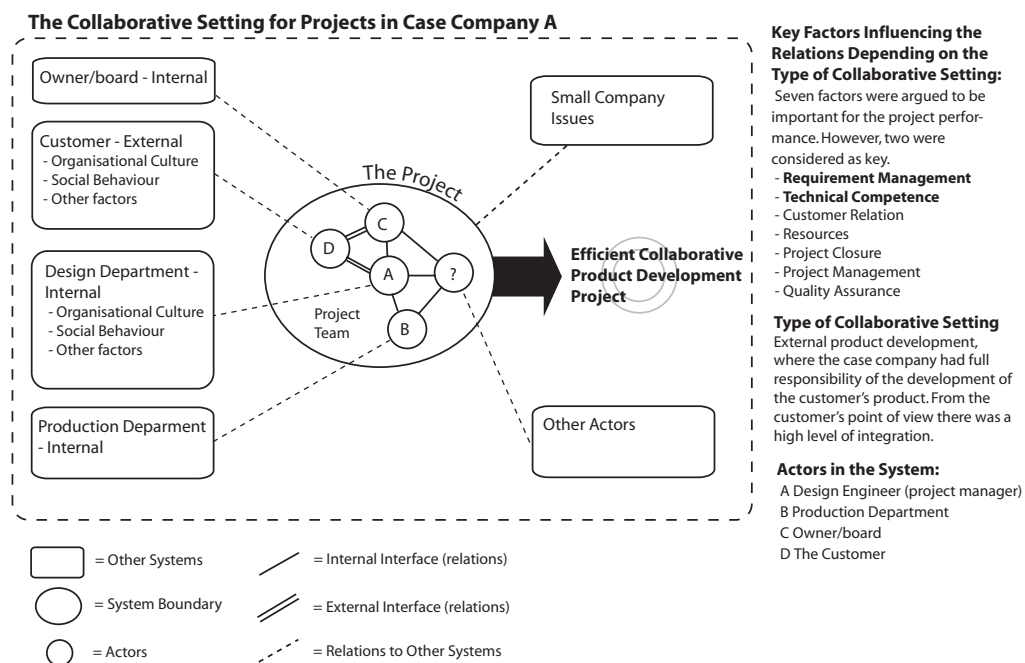 The Collaborative Setting for Projects in Case Company A
Owner/board - Internal
Customer - External
- Organisational Culture
- Social Behaviour
- Other factors
Design Department -
Internal
- Organisational Culture
- Social Behaviour
- Other factors
Production Deparment
- Internal
The Project
C
D
A
?
B
Project
Team
Small Company
Issues
Efficient Collaborative
Product Development
Project
Other Actors
Key Factors Influencing the
Relations Depending on the
Type of Collaborative Setting:
Seven factors were argued to be
important for the project perfor-
mance. However, two were
considered as key.
- Requirement Management
- Technical Competence
- Customer Relation
- Resources
- Project Closure
- Project Management
- Quality Assurance
Type of Collaborative Setting
External product development,
where the case company had full
responsibility of the development of
the customer's product. From the
customer's point of view there was a
high level of integration.
Actors in the System:
A Design Engineer (project manager)
B Production Department
C Owner/board
D The Customer
= Other Systems
= System Boundary
= Actors
= Internal Interface (relations)
= External Interface (relations)
= Relations to Other Systems